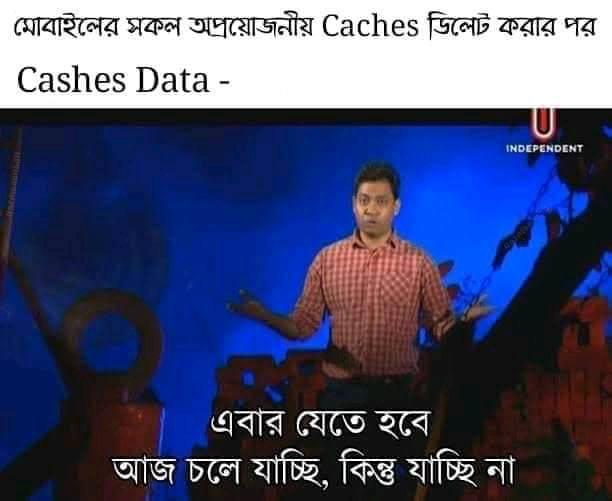 মোবাইলের সকল অপ্রয়োজনীয় Caches ডিলেট করার পর
Cashes Data -
INDEPENDENT
এবার যেতে হবে
আজ চলে যাচ্ছি, কিন্তু যাচ্ছি না